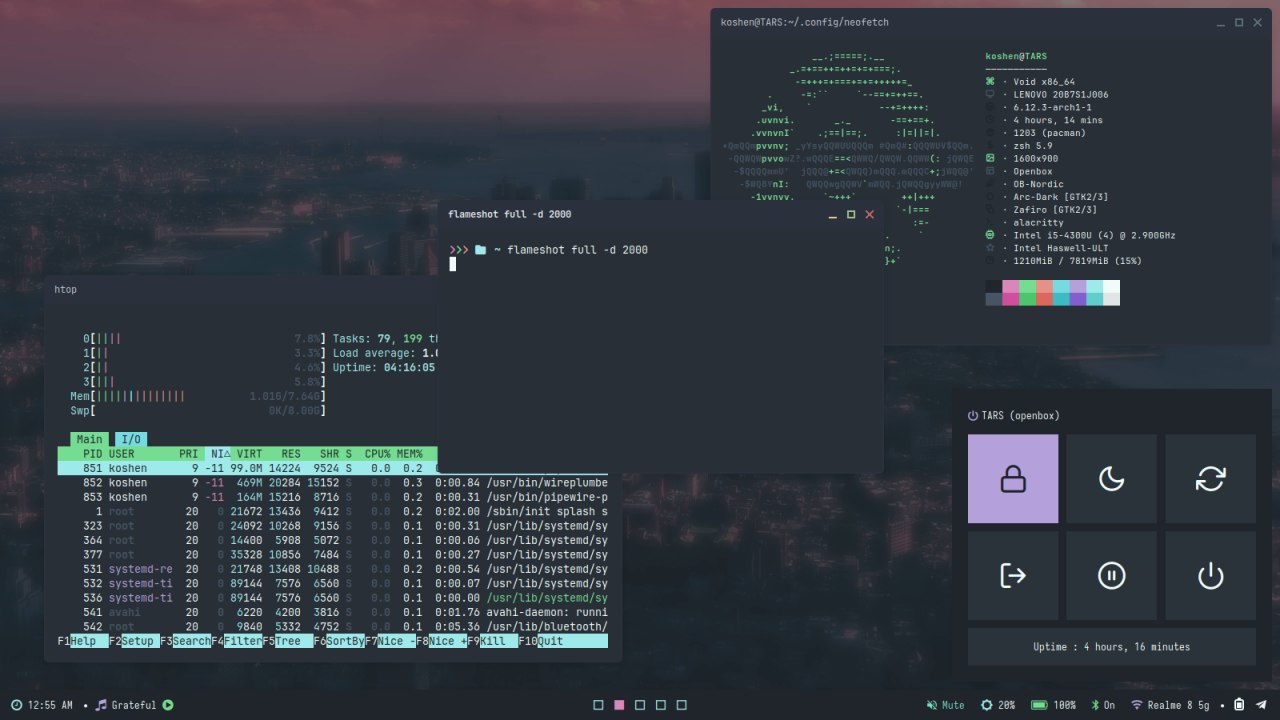 koshen@TARS:~/.config/neofetch
koshen@TARS
Void x86_64
LENOVO 20B7S1J006
6.12.3-arch1-1
4 hours, 14 mins
1203 (pacman)
zsh 5.9
1600x900
Openbox
OB-Nordic
Arc-Dark [GTK2/3]
Zafiro [GTK2/3]
alacritty
Intel i5-4300U (4) @ 2.900GHz
Intel Haswell-ULT
1210MiB / 7819MiB (15%)
flameshot full -d 2000
~ flameshot full -d 2000
htop
0[|||| 7.8%] Tasks: 79, 199 th
1[|| 3.3%] Load average: 1.0
2[|| 4.6%] Uptime: 04:16:05
3[||| 5.8%]
Mem[||||||||||||||| 1.01G/7.64G]
Swp[ 0K/8.00G]
Main I/O
PID USER PRI NI△ VIRT RES SHR S CPU% MEM%
851 koshen 9 -11 99.0M 14224 9524 S 0.0 0.2
852 koshen 9 -11 469M 20284 15152 S 0.0 0.3 0:00.84 /usr/bin/wireplumbe
853 koshen 9 -11 164M 15216 8716 S 0.0 0.2 0:00.31 /usr/bin/pipewire-p
1 root 20 0 21672 13436 9412 S 0.0 0.2 0:02.00 /sbin/init splash s
323 root 20 0 24092 10268 9156 S 0.0 0.1 0:00.31 /usr/lib/systemd/sy
364 root 20 0 14400 5908 5072 S 0.0 0.1 0:00.06 /usr/lib/systemd/sy
377 root 20 0 35328 10856 7484 S 0.0 0.1 0:00.27 /usr/lib/systemd/sy
531 systemd-re 20 0 21748 13408 10488 S 0.0 0.2 0:00.54 /usr/lib/systemd/sy
532 systemd-ti 20 0 89144 7576 6560 S 0.0 0.1 0:00.07 /usr/lib/systemd/sy
536 systemd-ti 20 0 89144 7576 6560 S 0.0 0.1 0:00.00 /usr/lib/systemd/sy
541 avahi 20 0 6220 4200 3816 S 0.0 0.1 0:01.76 avahi-daemon: runni
542 root 20 0 9840 5332 4752 S 0.0 0.1 0:05.36 /usr/lib/bluetooth/
F1Help F2Setup F3SearchF4FilterF5Tree F6SortByF7Nice -F8Nice +F9Kill F10Quit
TARS (openbox)
Uptime : 4 hours, 16 minutes
12:55 AM • Grateful
Mute 20% 100% On Realme 8 5g •